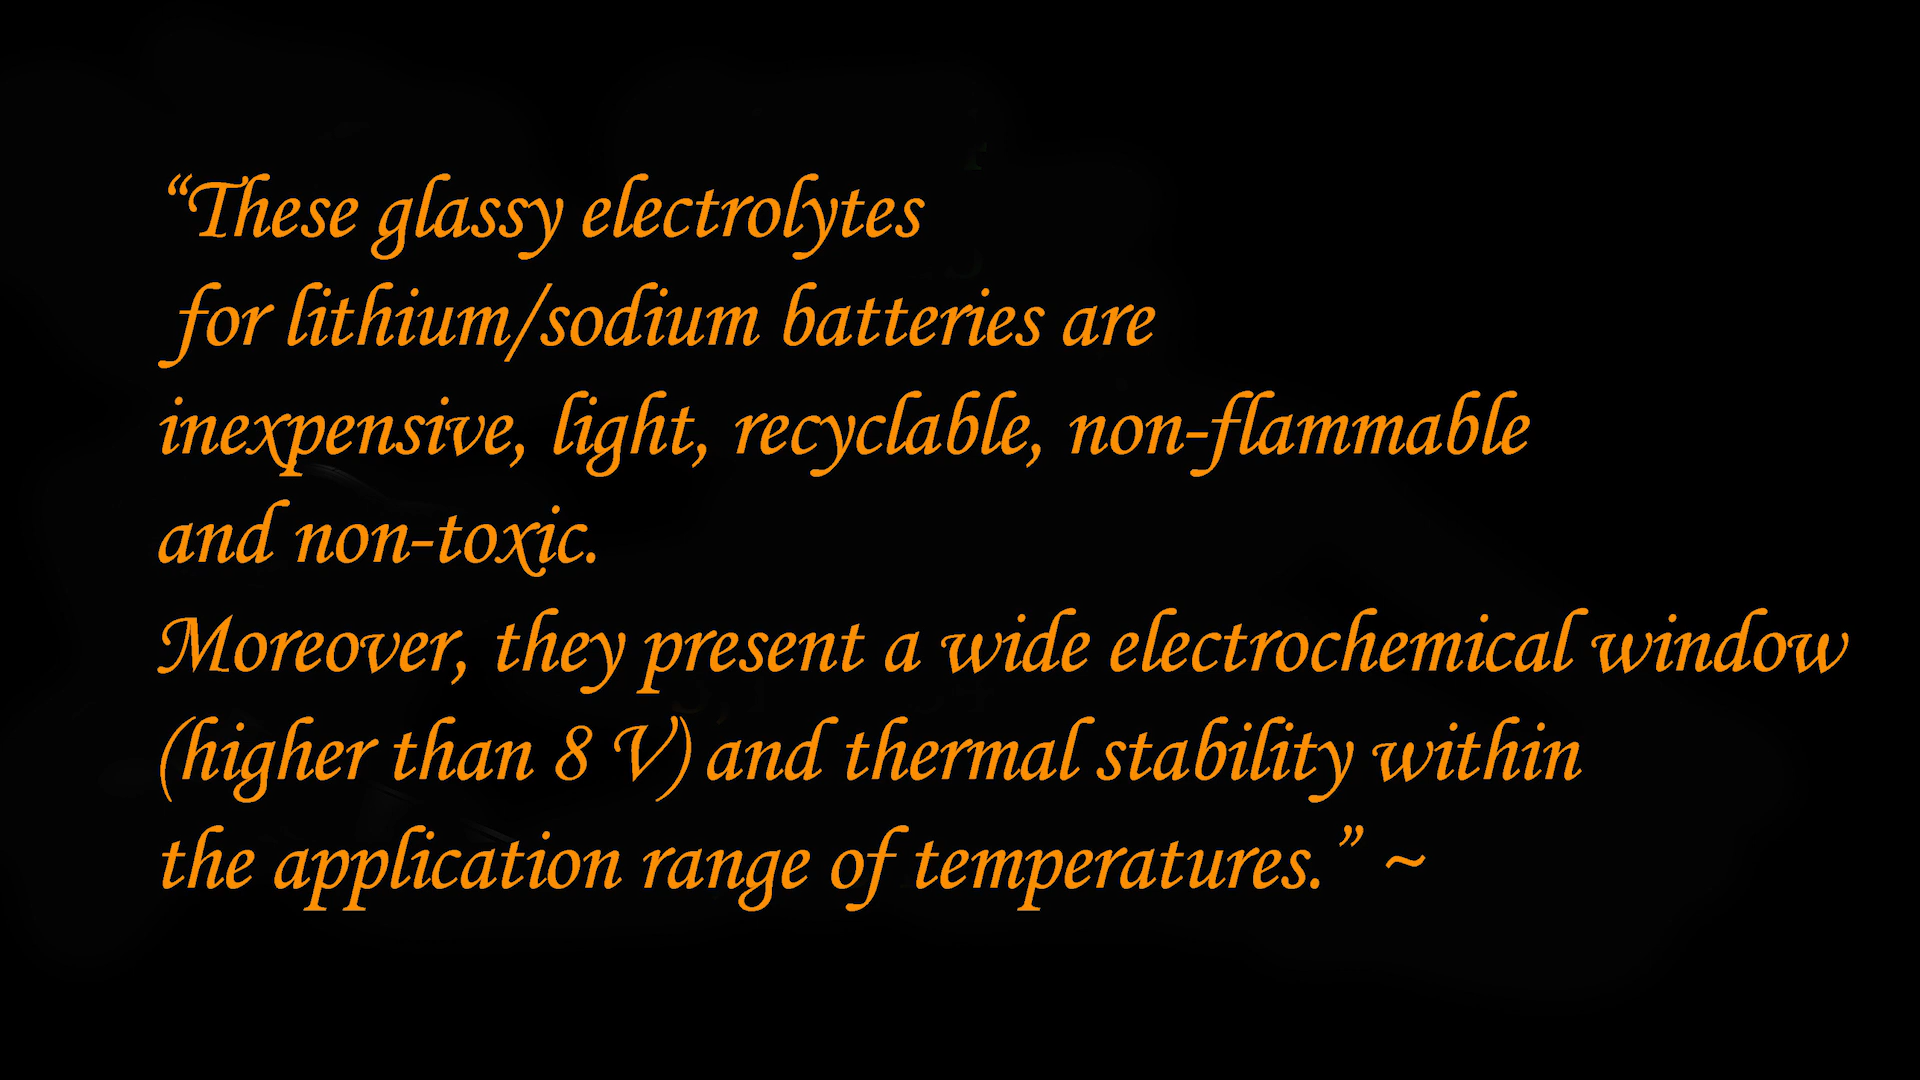 “These glassy electrolytes
for lithium/sodium batteries are
inexpensive, light, recyclable, non-flammable
and non-toxic.
Moreover, they present a wide electrochemical window
(higher than 8 V) and thermal stability within
the application range of temperatures.” ~